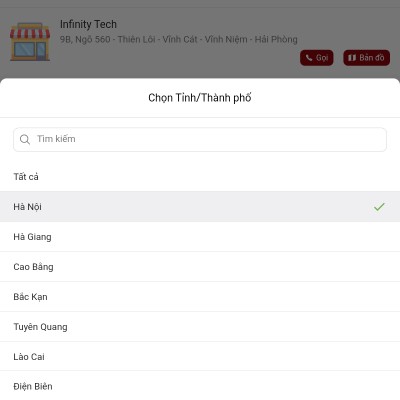 Infinity Tech
9B, Ngõ 560 - Thiên Lôi - Vĩnh Cát - Vĩnh Niệm - Hải Phòng
Gọi
Bản đồ
Chọn Tỉnh/Thành phố
Tìm kiếm
Tất cả
Hà Nội
Hà Giang
Cao Bằng
Bắc Kạn
Tuyên Quang
Lào Cai
Điện Biên